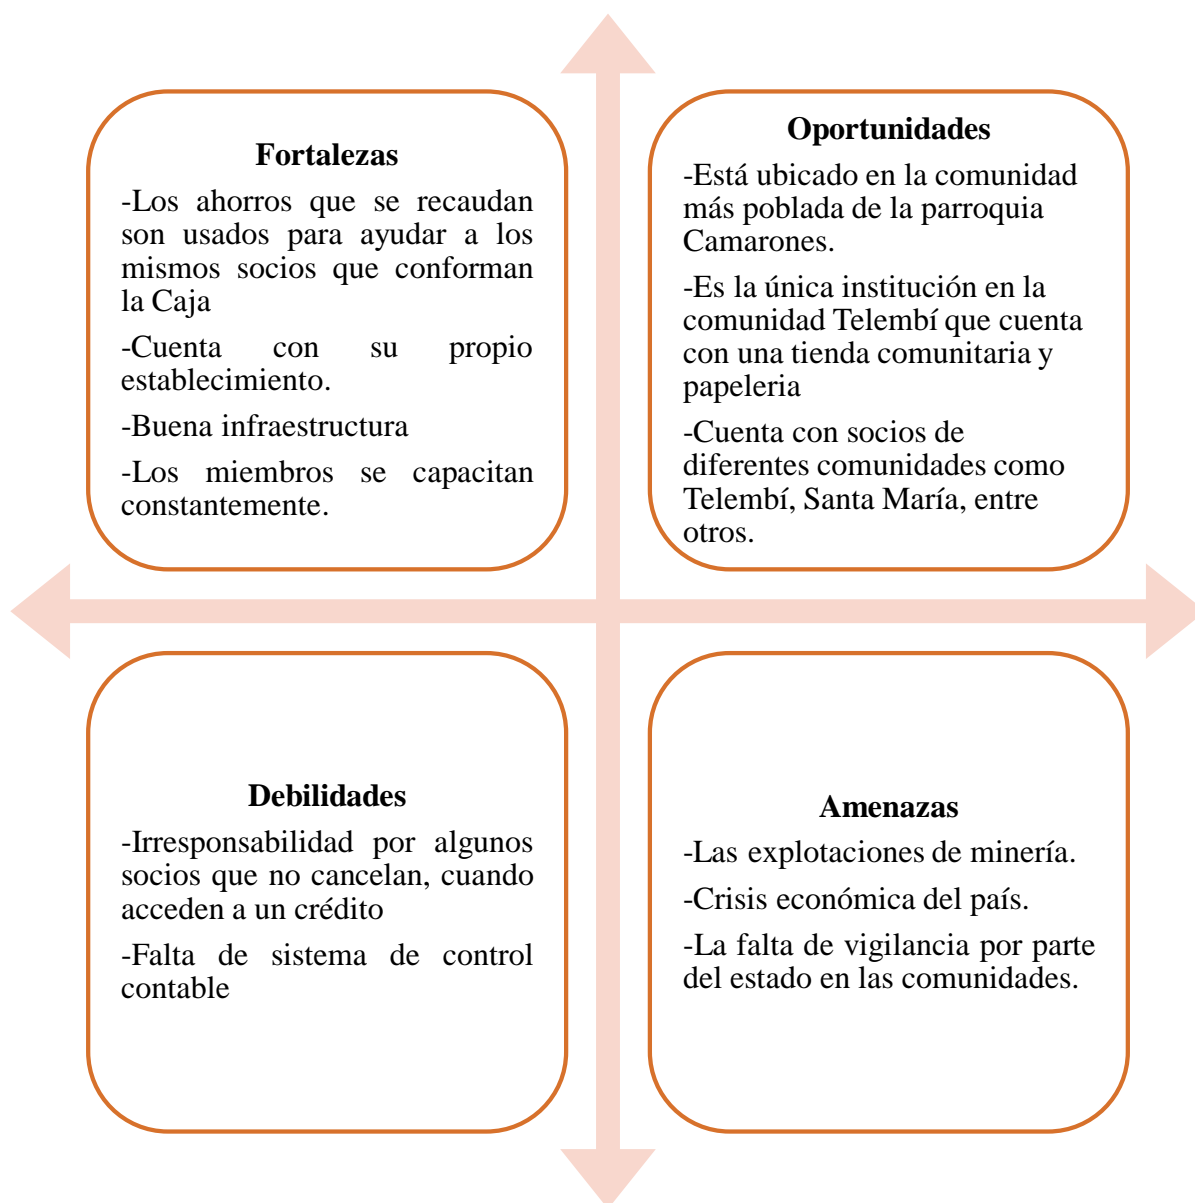 Fortalezas
-Los ahorros que se recaudan
son usados para ayudar a los
mismos socios que conforman
la Caja
-Cuenta con su propio
establecimiento.
-Buena infraestructura
-Los miembros se capacitan
constantemente.
Oportunidades
-Está ubicado en la comunidad
más poblada de la parroquia
Camarones.
-Es la única institución en la
comunidad Telembí que cuenta
con una tienda comunitaria y
papeleria
-Cuenta con socios de
diferentes comunidades como
Telembí, Santa María, entre
otros.
Debilidades
-Irresponsabilidad por algunos
socios que no cancelan, cuando
acceden a un crédito
-Falta de sistema de control
contable
Amenazas
-Las explotaciones de minería.
-Crisis económica del país.
-La falta de vigilancia por parte
del estado en las comunidades.